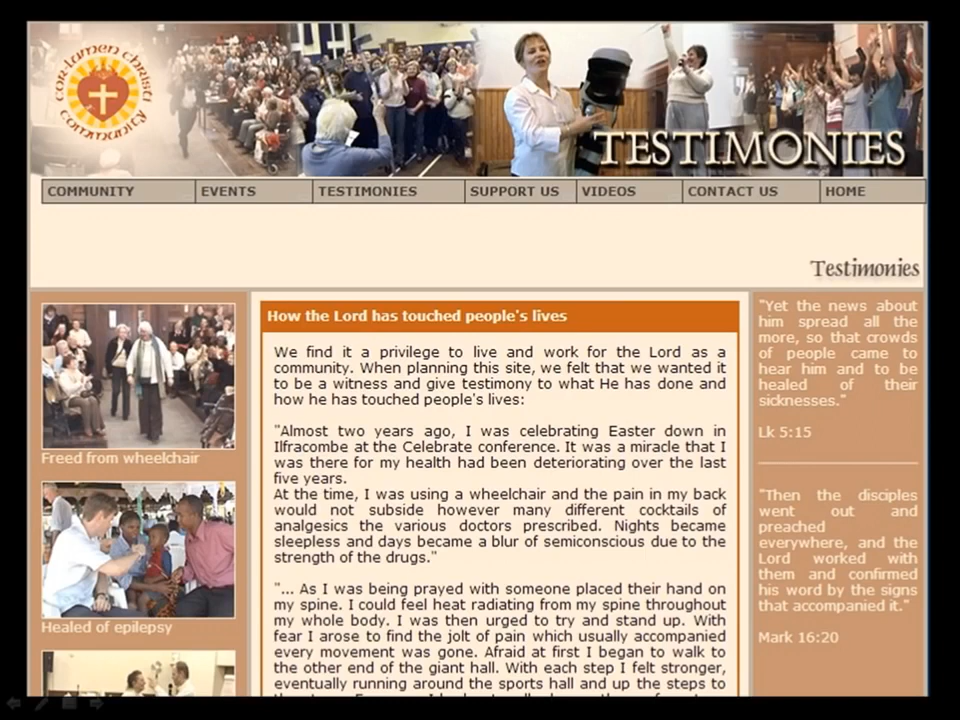 COR-LUMEN CHRISTI
COMMUNITY
TESTIMONIES
COMMUNITY
EVENTS
TESTIMONIES
SUPPORT US
VIDEOS
CONTACT US
HOME
Testimonies
Freed from wheelchair
Healed of epilepsy
How the Lord has touched people's lives
We find it a privilege to live and work for the Lord as a
community. When planning this site, we felt that we wanted it
to be a witness and give testimony to what He has done and
how he has touched people's lives:
"Almost two years ago, I was celebrating Easter down in
Ilfracombe at the Celebrate conference. It was a miracle that I
was there for my health had been deteriorating over the last
five years.
At the time, I was using a wheelchair and the pain in my back
would not subside however many different cocktails of
analgesics the various doctors prescribed. Nights became
sleepless and days became a blur of semiconscious due to the
strength of the drugs."
"... As I was being prayed with someone placed their hand on
my spine. I could feel heat radiating from my spine throughout
my whole body. I was then urged to try and stand up. With
fear I arose to find the jolt of pain which usually accompanied
every movement was gone. Afraid at first I began to walk to
the other end of the giant hall. With each step I felt stronger,
eventually running around the sports hall and up the steps to
"Yet the news about
him spread all the
more, so that crowds
of people came to
hear him and to be
healed of their
sicknesses."
Lk 5:15
"Then the disciples
went out and
preached
everywhere, and the
Lord worked with
them and confirmed
his word by the signs
that accompanied it."
Mark 16:20